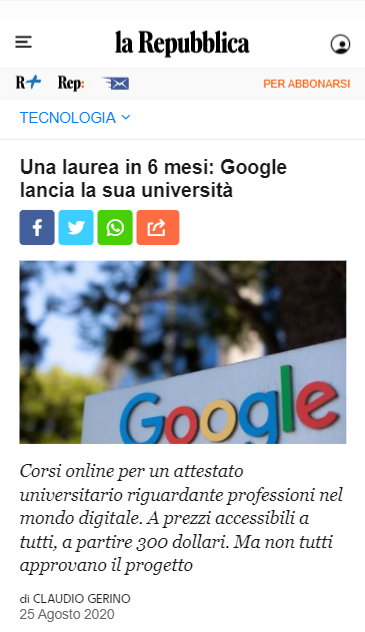 la Repubblica
R+ Rep: PER ABBONARSI
TECNOLOGIA
Una laurea in 6 mesi: Google
lancia la sua università
Google
Corsi online per un attestato
universitario riguardante professioni nel
mondo digitale. A prezzi accessibili a
tutti, a partire 300 dollari. Ma non tutti
approvano il progetto
di CLAUDIO GERINO
25 Agosto 2020